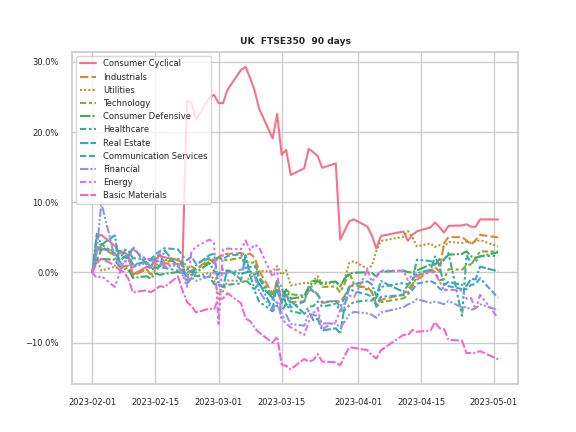 UK  FTSE350  90 days
30.0%
20.0%
10.0%
0.0%
−10.0%
Consumer Cyclical
Industrials
Utilities
Technology
Consumer Defensive
Healthcare
Real Estate
Communication Services
Financial
Energy
Basic Materials
2023-02-01 2023-02-15 2023-03-01 2023-03-15 2023-04-01 2023-04-15 2023-05-01